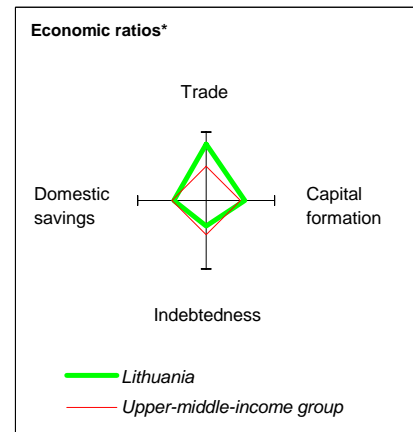 Economic ratios*
Trade
Domestic
savings
Capital
formation
Indebtedness
Lithuania
Upper-middle-income group